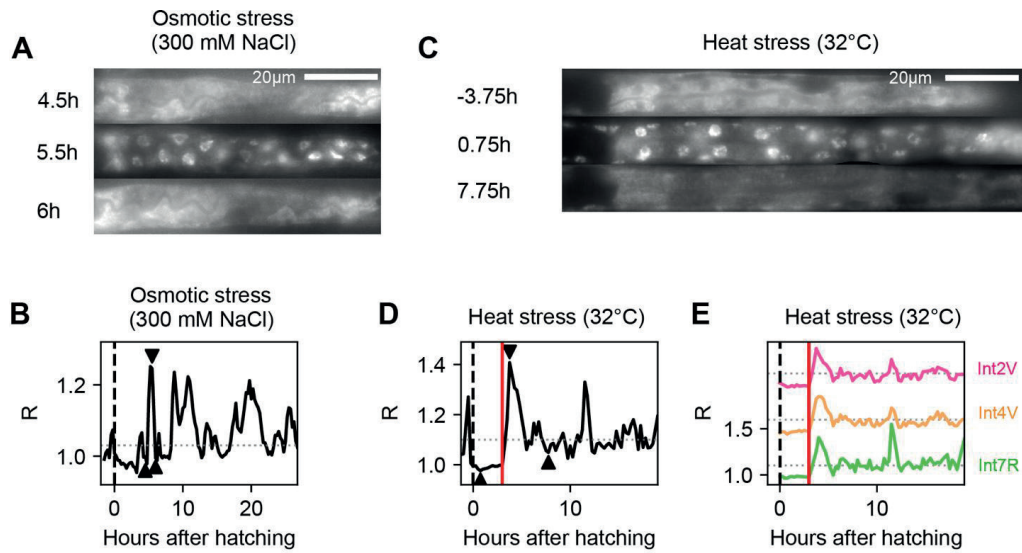 A
Osmotic stress
(300 mM NaCl)
20µm
4.5h
5.5h
6h
C
Heat stress (32°C)
20µm
-3.75h
0.75h
7.75h
B
Osmotic stress
(300 mM NaCl)
R
1.2
1.0
0
10
20
Hours after hatching
D
Heat stress (32°C)
R
1.4
1.2
1.0
0
10
Hours after hatching
E
Heat stress (32°C)
R
1.5
1.0
0
10
Hours after hatching
Int2V
Int4V
Int7R